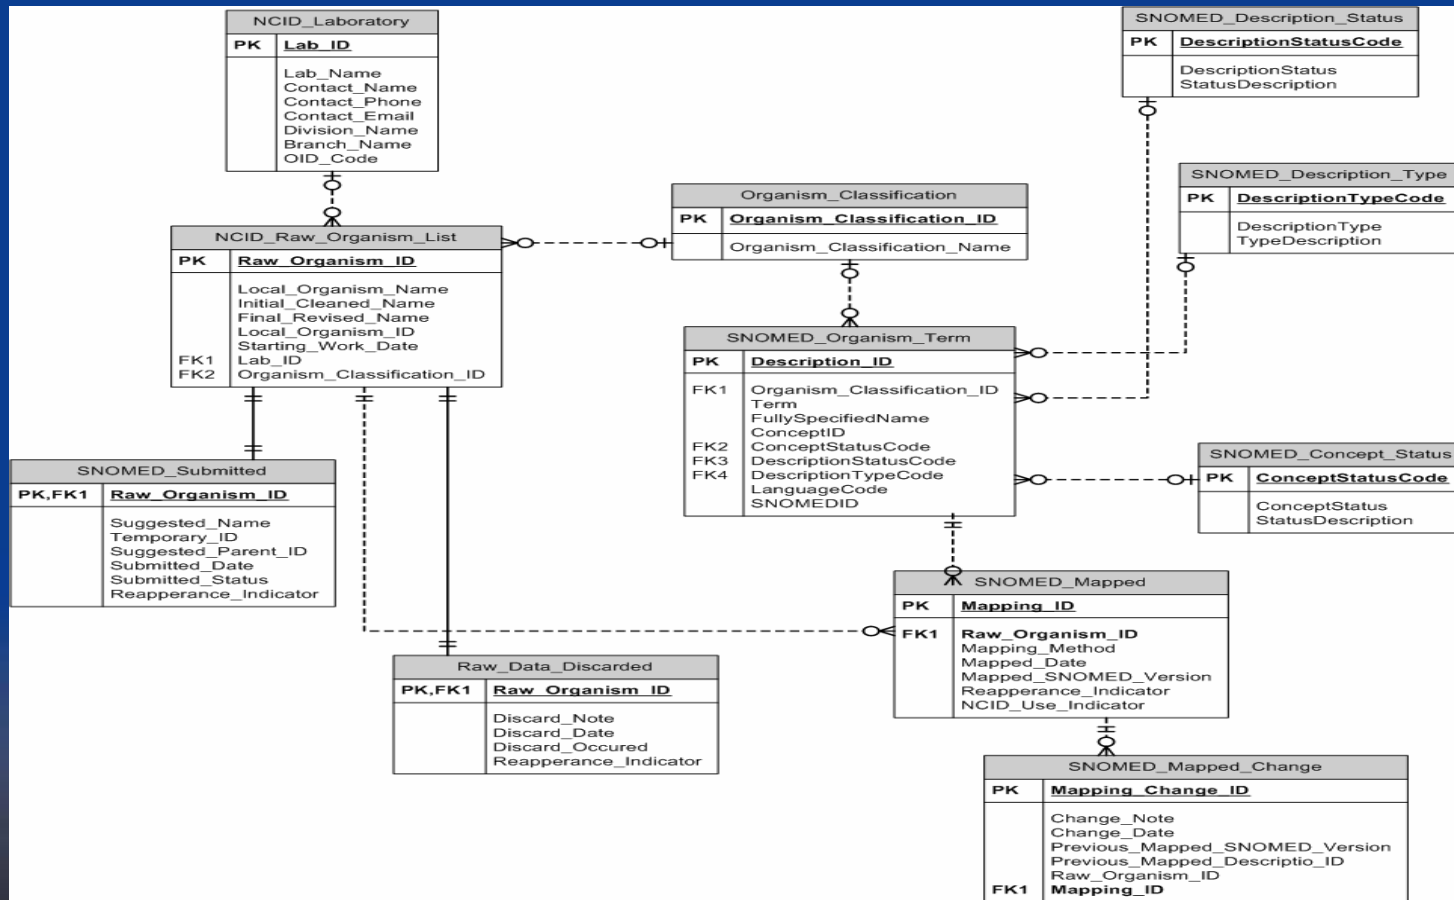 NCID_Laboratory
PK Lab_ID
Lab_Name
Contact_Name
Contact_Phone
Contact_Email
Division_Name
Branch_Name
OID_Code
SNOMED_Description_Status
PK DescriptionStatusCode
DescriptionStatus
StatusDescription
SNOMED_Description_Type
PK DescriptionTypeCode
DescriptionType
TypeDescription
Organism_Classification
PK Organism_Classification_ID
Organism_Classification_Name
NCID_Raw_Organism_List
PK Raw_Organism_ID
Local_Organism_Name
Initial_Cleaned_Name
Final_Revised_Name
Local_Organism_ID
Starting_Work_Date
FK1 Lab_ID
FK2 Organism_Classification_ID
SNOMED_Organism_Term
PK Description_ID
FK1 Organism_Classification_ID
Term
FullySpecifiedName
ConceptID
FK2 ConceptStatusCode
FK3 DescriptionStatusCode
FK4 DescriptionTypeCode
LanguageCode
SNOMEDID
SNOMED_Concept_Status
PK ConceptStatusCode
ConceptStatus
StatusDescription
SNOMED_Submitted
PK,FK1 Raw_Organism_ID
Suggested_Name
Temporary_ID
Suggested_Parent_ID
Submitted_Date
Submitted_Status
Reapperance_Indicator
SNOMED_Mapped
PK Mapping_ID
FK1 Raw_Organism_ID
Mapping_Method
Mapped_Date
Mapped_SNOMED_Version
Reapperance_Indicator
NCID_Use_Indicator
Raw_Data_Discarded
PK,FK1 Raw_Organism_ID
Discard_Note
Discard_Date
Discard_Occured
Reapperance_Indicator
SNOMED_Mapped_Change
PK Mapping_Change_ID
Change_Note
Change_Date
Previous_Mapped_SNOMED_Version
Previous_Mapped_Descriptio_ID
Raw_Organism_ID
FK1 Mapping_ID